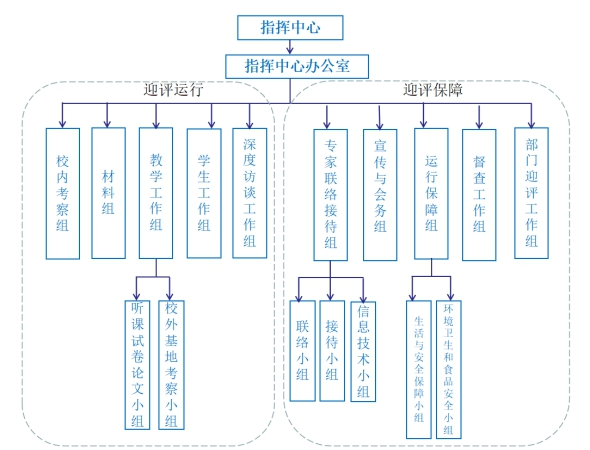 指挥中心
指挥中心办公室
迎评运行
迎评保障
校内考察组
材料组
教学工作组
学生工作组
深度访谈工作组
专家联络接待组
宣传与会务组
运行保障组
督查工作组
部门迎评工作组
听课试卷论文小组
校外基地考察小组
联络小组
接待小组
信息技术小组
生活与安全保障小组
环境卫生和食品安全小组